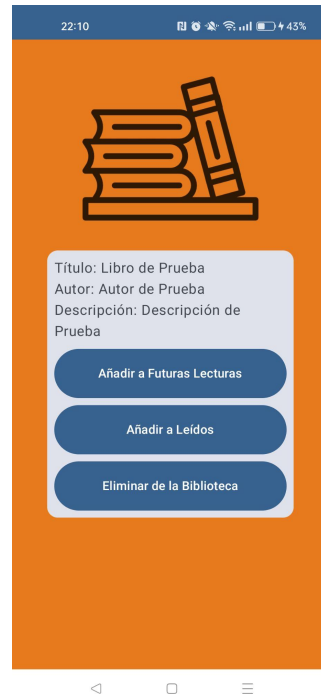 22:10 43%
Título: Libro de Prueba
Autor: Autor de Prueba
Descripción: Descripción de
Prueba
Añadir a Futuras Lecturas
Añadir a Leídos
Eliminar de la Biblioteca